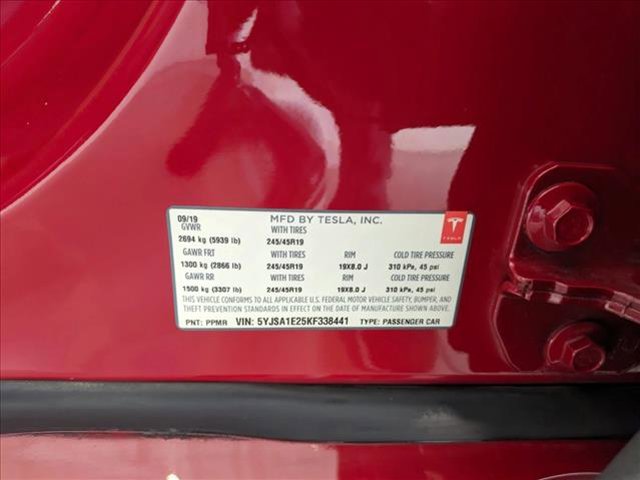 09/19 MFD BY TESLA, INC.
GVWR WITH TIRES
2694 kg (5939 lb) 245/45R19
GAWR FRT WITH TIRES RIM COLD TIRE PRESSURE
1300 kg (2866 lb) 245/45R19 19X8.0 J 310 kPa, 45 psi
GAWR RR WITH TIRES RIM COLD TIRE PRESSURE
1500 kg (3307 lb) 245/45R19 19X8.0 J 310 kPa, 45 psi
THIS VEHICLE CONFORMS TO ALL APPLICABLE U.S. FEDERAL MOTOR VEHICLE SAFETY, BUMPER, AND
THEFT PREVENTION STANDARDS IN EFFECT ON THE DATE OF MANUFACTURE SHOWN ABOVE.
PNT: PPMR VIN: 5YJSA1E25KF338441 TYPE: PASSENGER CAR
TESLA